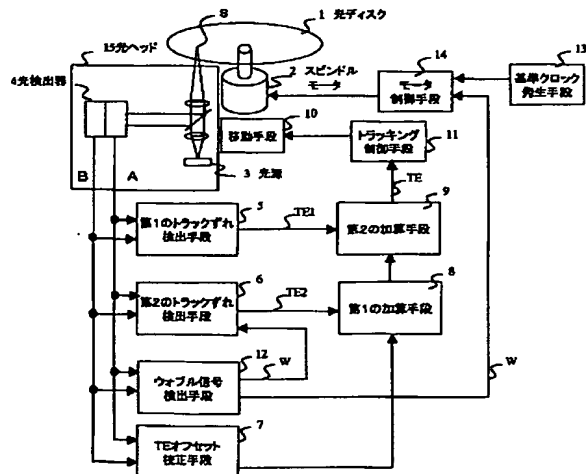 S
1 光ディスク
15光ヘッド
4光検出器
2 スピンドル
モータ
14
モータ
制御手段
13
基準クロック
発生手段
10
移動手段
トラッキング
制御手段
11
3 光源
B
A
TE
5
第1のトラックずれ
検出手段
TE1
9
第2の加算手段
6
第2のトラックずれ
検出手段
TE2
8
第1の加算手段
12
ウォブル信号
検出手段
W
W
7
TEオフセット
校正手段